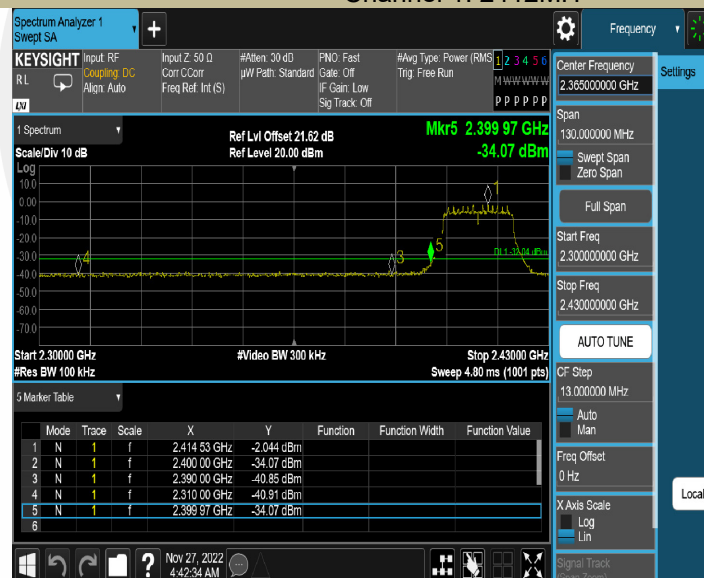 Spectrum Analyzer 1
Swept SA
+
Frequency
KEYSIGHT
RL
LXI
Input: RF
Coupling: DC
Align: Auto
Input Z: 50 Ω
Corr CCorr
Freq Ref: Int (S)
#Atten: 30 dB
µW Path: Standard
PNO: Fast
Gate: Off
IF Gain: Low
Sig Track: Off
#Avg Type: Power (RMS
Trig: Free Run
1 2 3 4 5 6
M W W W W W
P P P P P P
1 Spectrum
Scale/Div 10 dB
Ref Lvl Offset 21.62 dB
Ref Level 20.00 dBm
Mkr5 2.399 97 GHz
-34.07 dBm
Log
10.0
0.00
-10.0
-20.0
-30.0
-40.0
-50.0
-60.0
-70.0
1
4
3
5
DL1 -32.04 dBm
Start 2.30000 GHz
#Res BW 100 kHz
#Video BW 300 kHz
Stop 2.43000 GHz
Sweep 4.80 ms (1001 pts)
5 Marker Table
Mode Trace Scale X Y Function Function Width Function Value
1 N 1 f 2.414 53 GHz -2.044 dBm
2 N 1 f 2.400 00 GHz -34.07 dBm
3 N 1 f 2.390 00 GHz -40.85 dBm
4 N 1 f 2.310 00 GHz -40.91 dBm
5 N 1 f 2.399 97 GHz -34.07 dBm
6
?
Nov 27, 2022
4:42:34 AM
Center Frequency
2.365000000 GHz
Span
130.000000 MHz
Swept Span
Zero Span
Full Span
Start Freq
2.300000000 GHz
Stop Freq
2.430000000 GHz
AUTO TUNE
CF Step
13.000000 MHz
Auto
Man
Freq Offset
0 Hz
X Axis Scale
Log
Lin
Signal Track
Settings
Local